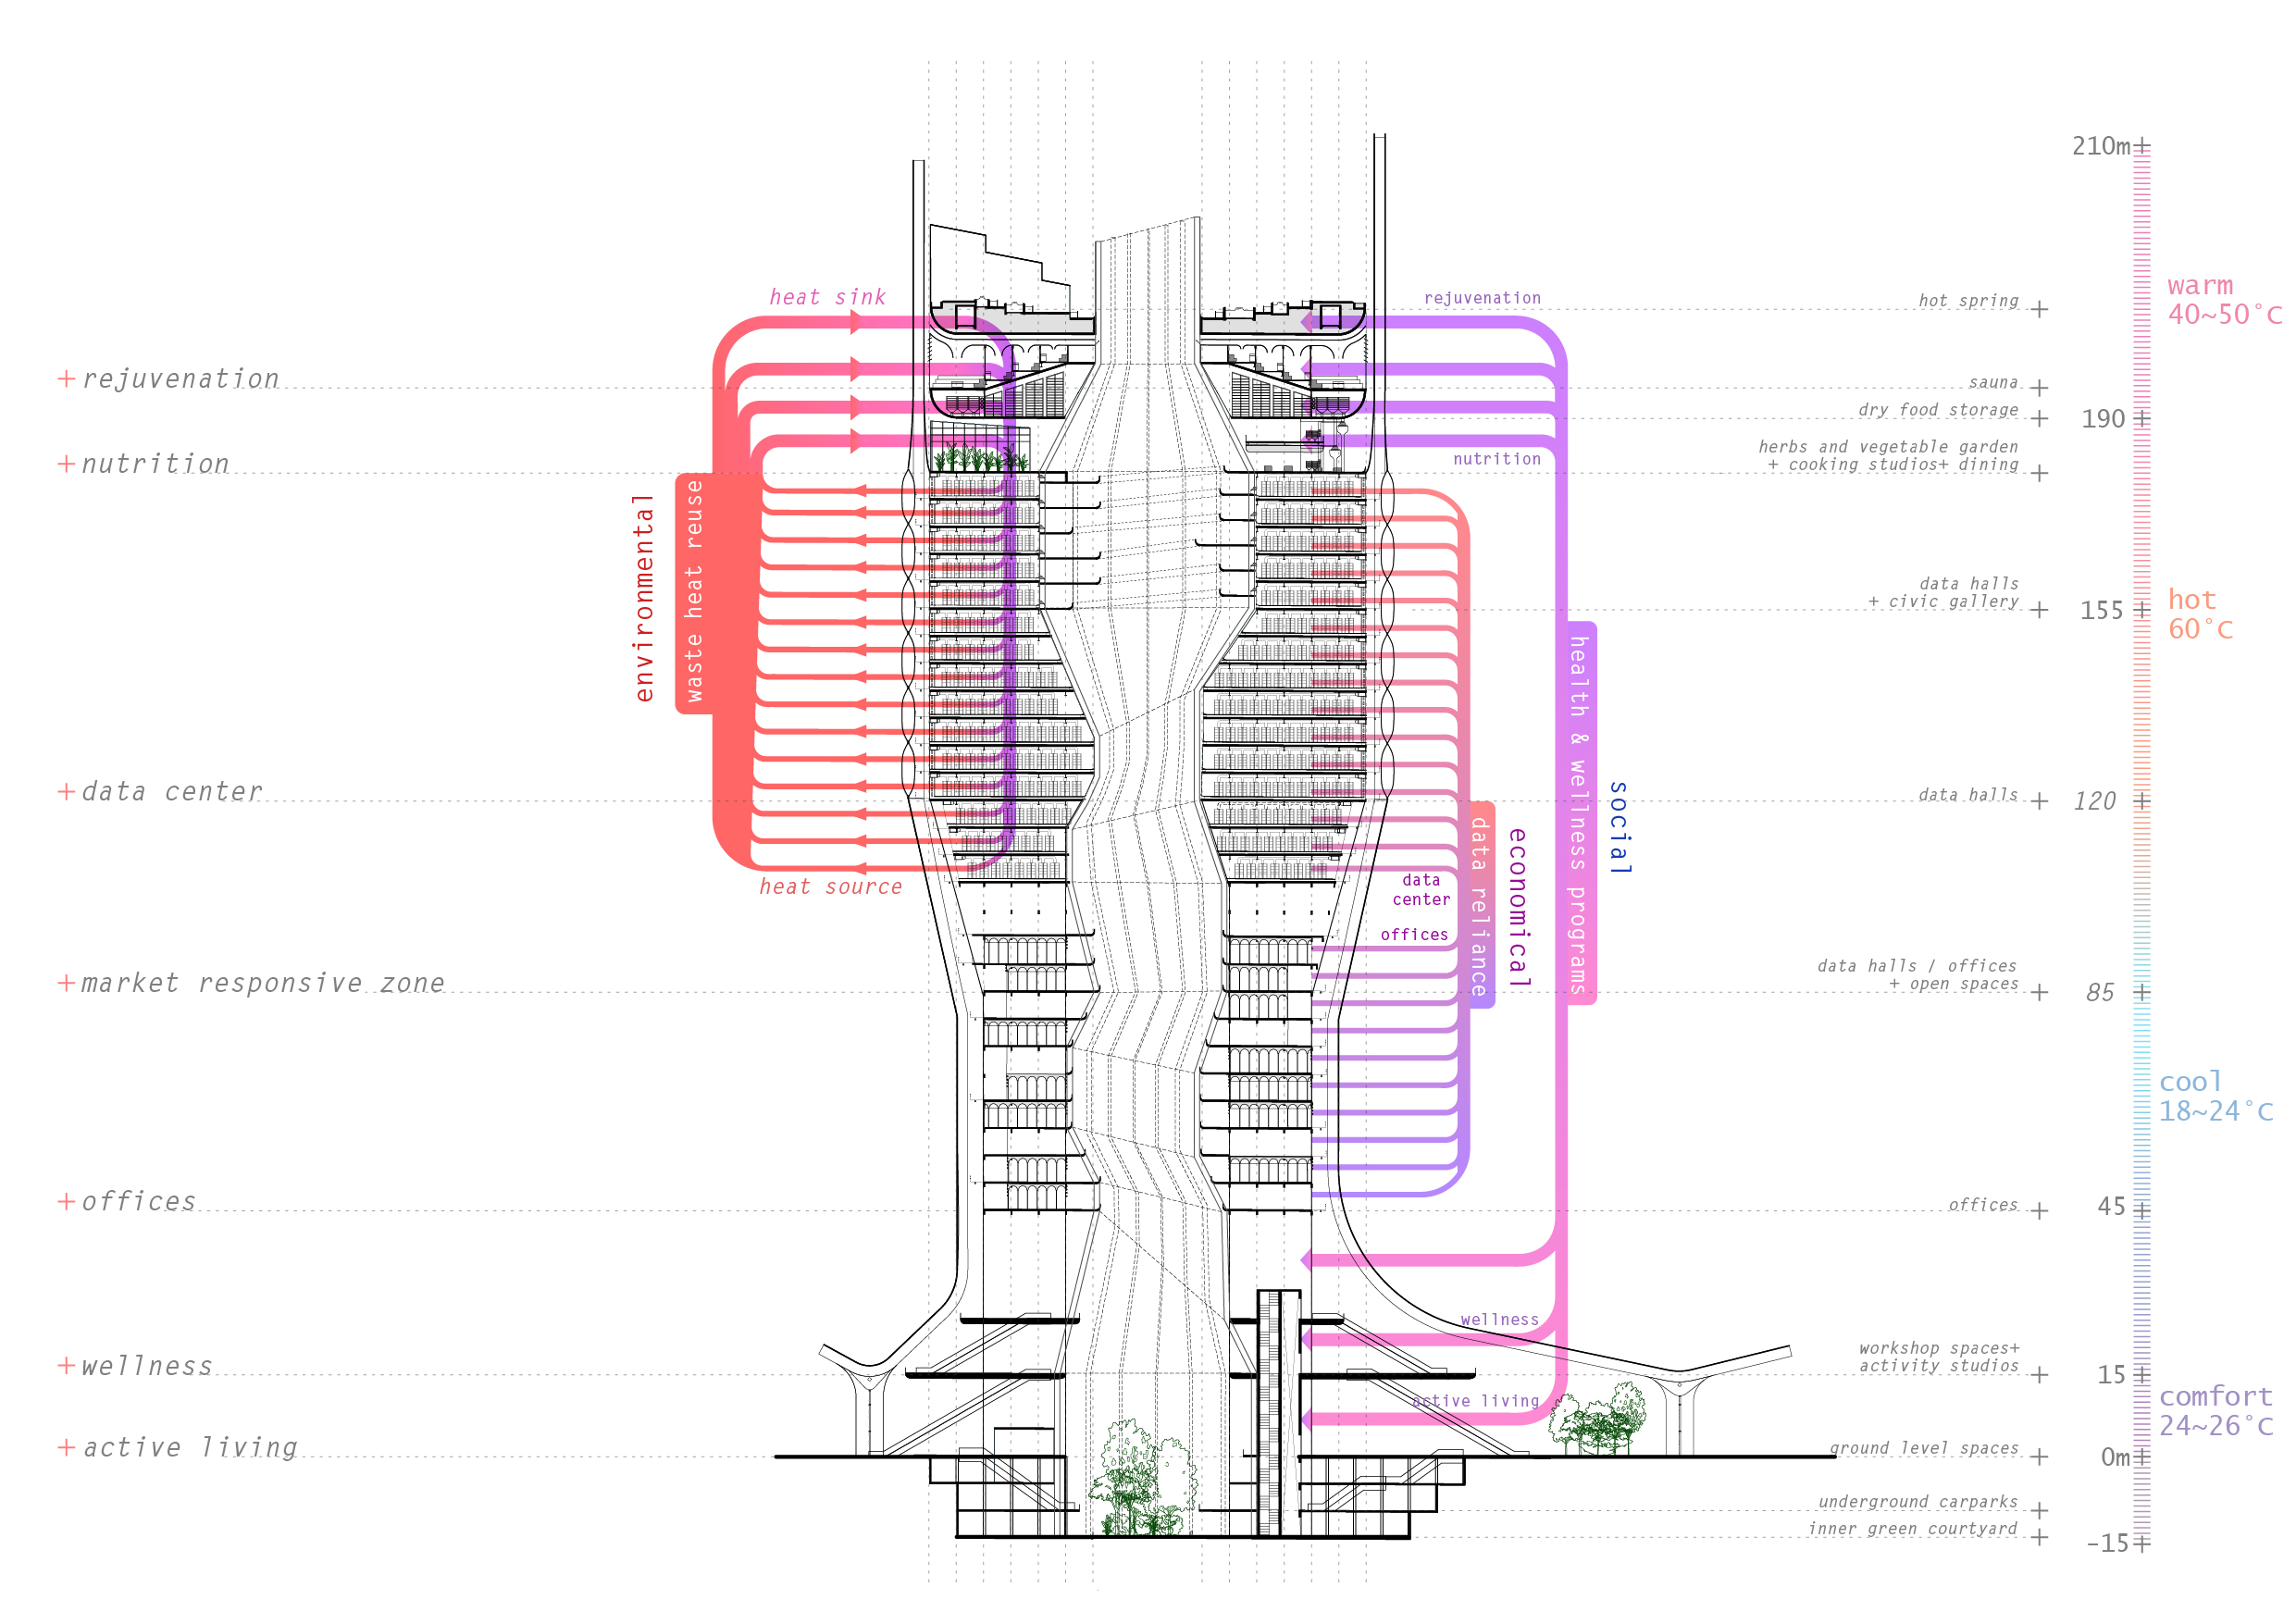 210m
warm
40~50°C
heat sink
rejuvenation
hot spring
+rejuvenation
sauna
dry food storage
190
+nutrition
nutrition
herbs and vegetable garden
+ cooking studios+ dining
environmental
waste heat reuse
data halls
+ civic gallery
155
hot
60°C
health & wellness programs
social
+data center
data halls
120
data reliance
economical
heat source
data
center
offices
+market responsive zone
data halls / offices
+ open spaces
85
cool
18~24°C
+offices
offices
45
wellness
+wellness
workshop spaces+
activity studios
15
comfort
24~26°C
active living
+active living
ground level spaces
0m
underground carparks
inner green courtyard
-15